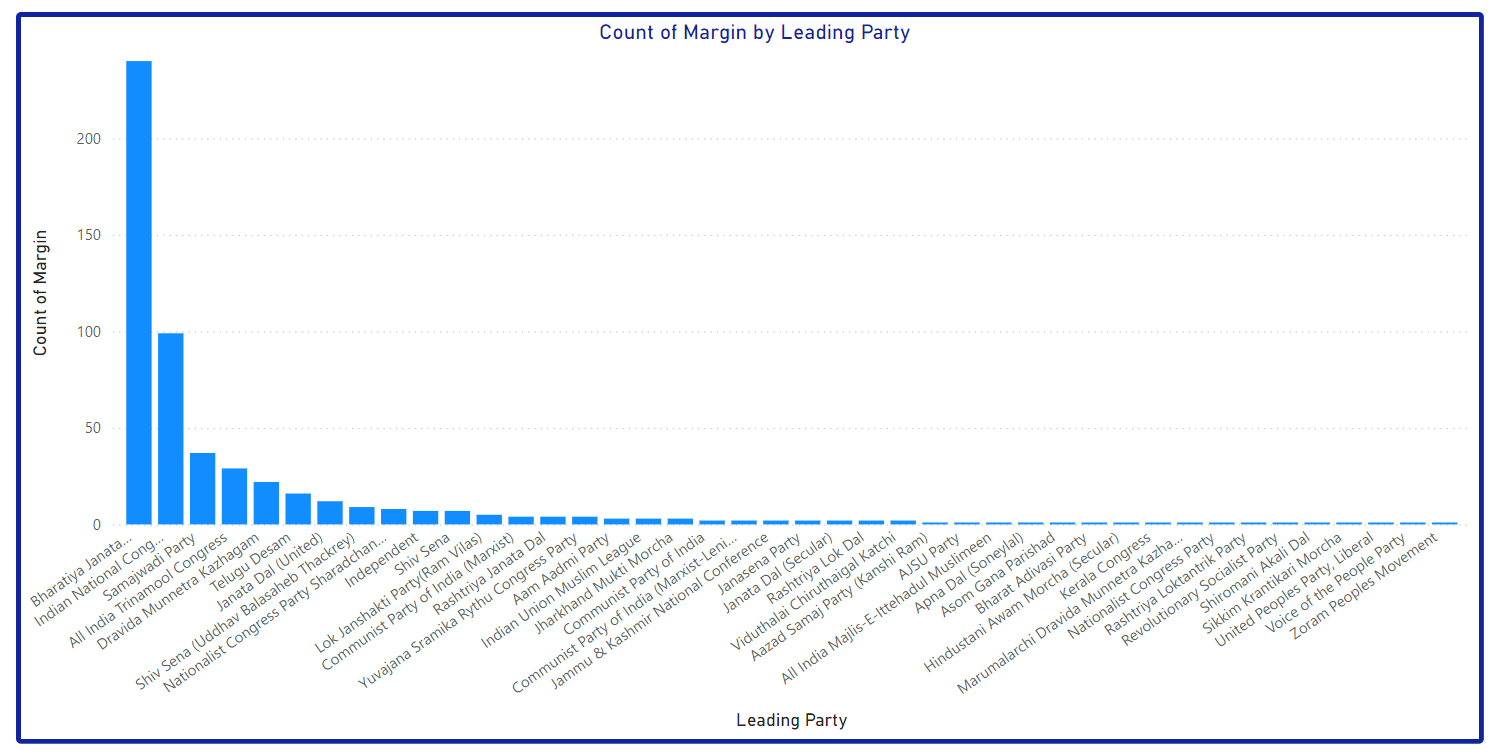 Count of Margin by Leading Party
Count of Margin
200
150
100
50
0
Bharatiya Janata...
Indian National Cong...
Samajwadi Party
All India Trinamool Congress
Dravida Munnetra Kazhagam
Telugu Desam
Janata Dal (United)
Shiv Sena (Uddhav Balasaheb Thackrey)
Nationalist Congress Party Sharadchan...
Independent
Shiv Sena
Lok Janshakti Party(Ram Vilas)
Communist Party of India (Marxist)
Rashtriya Janata Dal
Yuvajana Sramika Rythu Congress Party
Aam Aadmi Party
Indian Union Muslim League
Jharkhand Mukti Morcha
Communist Party of India
Communist Party of India (Marxist-Leni...
Jammu & Kashmir National Conference
Janasena Party
Janata Dal (Secular)
Rashtriya Lok Dal
Viduthalai Chiruthaigal Katchi
Aazad Samaj Party (Kanshi Ram)
AJSU Party
All India Majlis-E-Ittehadul Muslimeen
Apna Dal (Soneylal)
Asom Gana Parishad
Bharat Adivasi Party
Hindustani Awam Morcha (Secular)
Kerala Congress
Marumalarchi Dravida Munnetra Kazha...
Nationalist Congress Party
Rashtriya Loktantrik Party
Revolutionary Socialist Party
Shiromani Akali Dal
Sikkim Krantikari Morcha
United Peoples Party, Liberal
Voice of the People Party
Zoram Peoples Movement
Leading Party